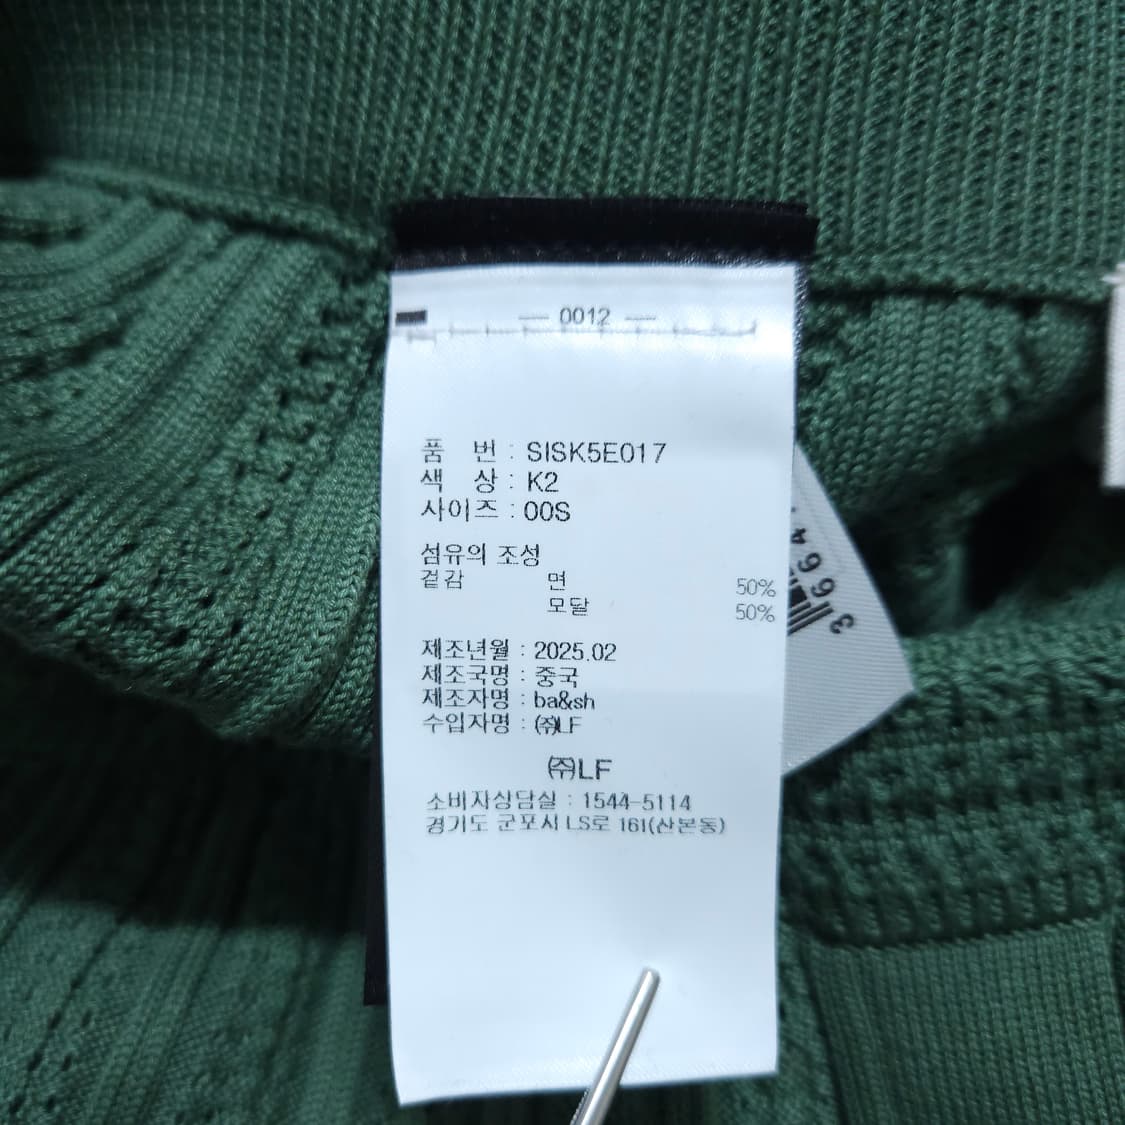 0012
품 번 : SISK5E017
색 상 : K2
사이즈 : 00S
섬유의 조성
겉감 면 50%
모달 50%
제조년월 : 2025.02
제조국명 : 중국
제조자명 : ba&sh
수입자명 : ㈜LF
㈜LF
소비자상담실 : 1544-5114
경기도 군포시 LS로 161(산본동)
3664